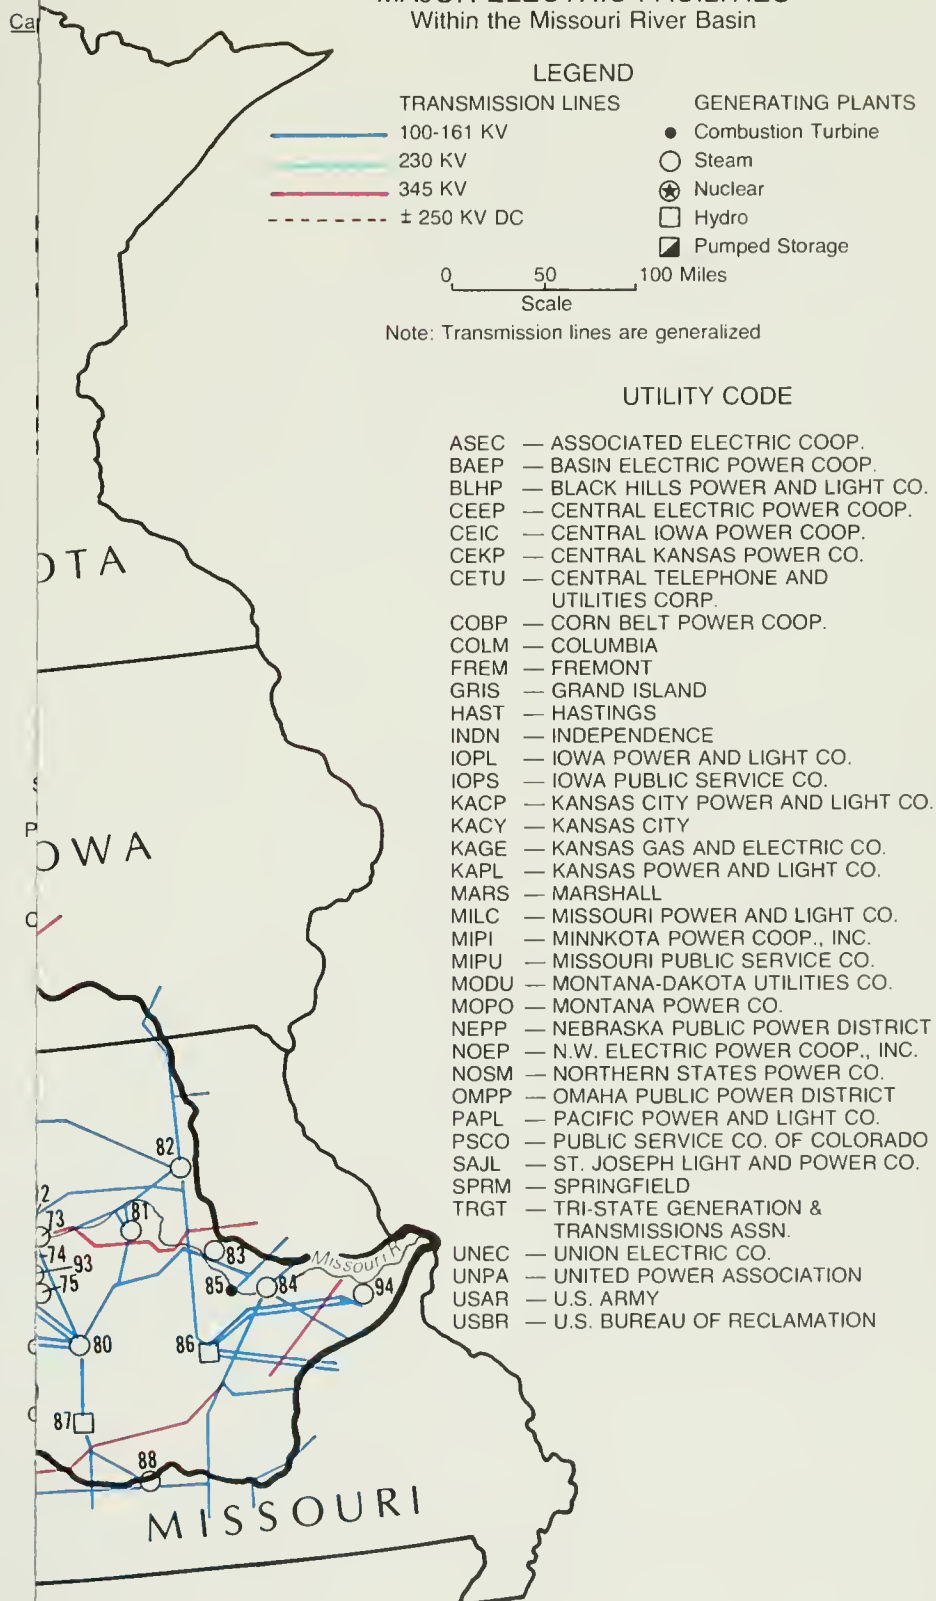 Within the Missouri River Basin
LEGEND
TRANSMISSION LINES
100-161 KV
230 KV
345 KV
± 250 KV DC
GENERATING PLANTS
Combustion Turbine
Steam
Nuclear
Hydro
Pumped Storage
0 50 100 Miles
Scale
Note: Transmission lines are generalized
UTILITY CODE
ASEC — ASSOCIATED ELECTRIC COOP.
BAEP — BASIN ELECTRIC POWER COOP.
BLHP — BLACK HILLS POWER AND LIGHT CO.
CEEP — CENTRAL ELECTRIC POWER COOP.
CEIC — CENTRAL IOWA POWER COOP.
CEKP — CENTRAL KANSAS POWER CO.
CETU — CENTRAL TELEPHONE AND
UTILITIES CORP.
COBP — CORN BELT POWER COOP.
COLM — COLUMBIA
FREM — FREMONT
GRIS — GRAND ISLAND
HAST — HASTINGS
INDN — INDEPENDENCE
IOPL — IOWA POWER AND LIGHT CO.
IOPS — IOWA PUBLIC SERVICE CO.
KACP — KANSAS CITY POWER AND LIGHT CO.
KACY — KANSAS CITY
KAGE — KANSAS GAS AND ELECTRIC CO.
KAPL — KANSAS POWER AND LIGHT CO.
MARS — MARSHALL
MILC — MISSOURI POWER AND LIGHT CO.
MIPI — MINNKOTA POWER COOP., INC.
MIPU — MISSOURI PUBLIC SERVICE CO.
MODU — MONTANA-DAKOTA UTILITIES CO.
MOPO — MONTANA POWER CO.
NEPP — NEBRASKA PUBLIC POWER DISTRICT
NOEP — N.W. ELECTRIC POWER COOP., INC.
NOSM — NORTHERN STATES POWER CO.
OMPP — OMAHA PUBLIC POWER DISTRICT
PAPL — PACIFIC POWER AND LIGHT CO.
PSCO — PUBLIC SERVICE CO. OF COLORADO
SAJL — ST. JOSEPH LIGHT AND POWER CO.
SPRM — SPRINGFIELD
TRGT — TRI-STATE GENERATION &
TRANSMISSIONS ASSN.
UNEC — UNION ELECTRIC CO.
UNPA — UNITED POWER ASSOCIATION
USAR — U.S. ARMY
USBR — U.S. BUREAU OF RECLAMATION
Ca
OTA
OWA
82
2
73
81
74
93
75
83
Missouri R
85
84
94
80
86
87
88
MISSOURI